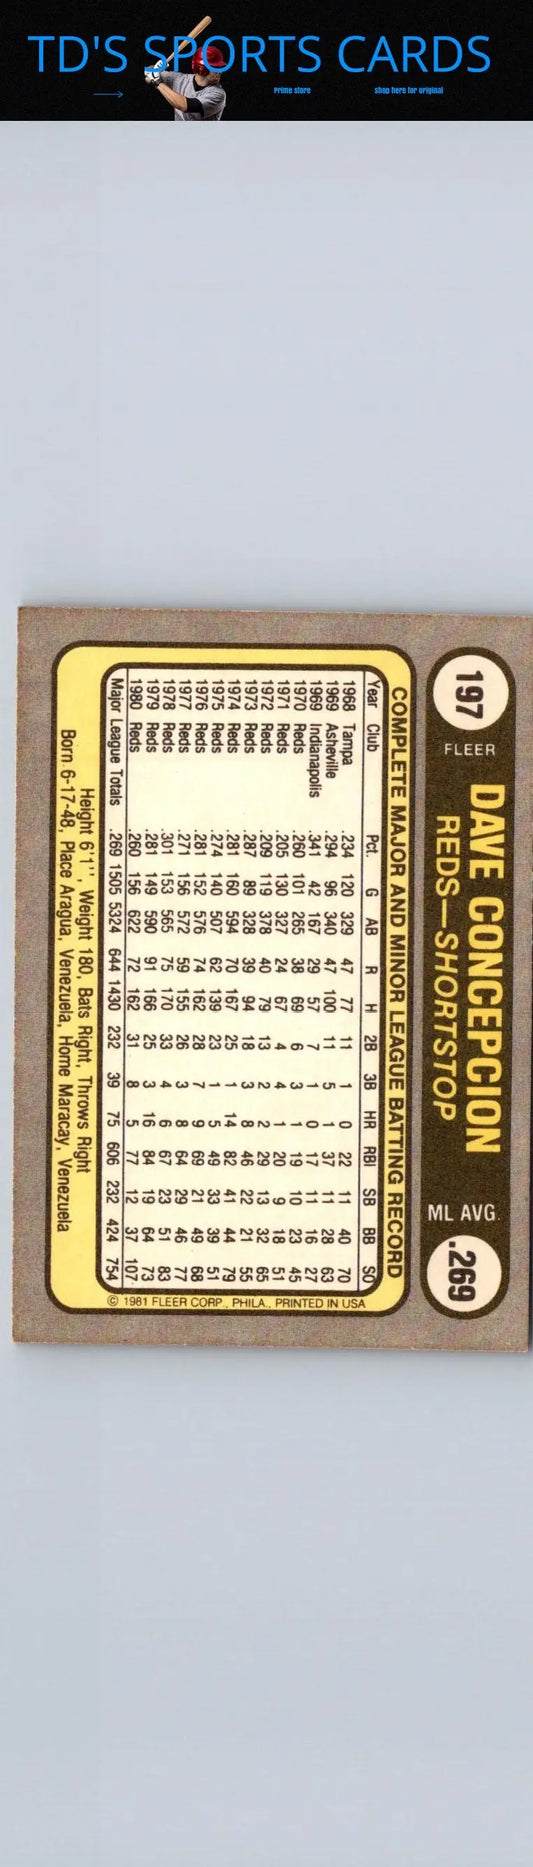 TD'S SPORTS CARDS
Prime store
shop here for original
197
FLEER
DAVE CONCEPCION
REDS—SHORTSTOP
ML AVG.
.269
COMPLETE MAJOR AND MINOR LEAGUE BATTING RECORD
Year Club Pct. G AB R H 2B 3B HR RBI SB BB SO
1968 Tampa .234 120 329 47 77 11 1 0 22 11 40 70
1969 Asheville .294 96 340 47 100 11 5 1 37 11 28 63
1969 Indianapolis .341 42 167 29 57 7 1 0 17 11 16 27
1970 Reds .260 101 265 38 69 6 3 1 19 10 23 45
1971 Reds .205 130 327 24 67 4 4 1 20 9 18 51
1972 Reds .209 119 378 40 79 13 2 2 29 13 32 65
1973 Reds .287 89 328 39 94 18 3 8 46 22 21 55
1974 Reds .281 160 594 70 167 25 1 14 82 41 44 79
1975 Reds .274 140 507 62 139 23 1 5 49 33 39 51
1976 Reds .281 152 576 74 162 28 7 9 69 21 49 68
1977 Reds .271 156 572 59 155 26 3 8 64 29 46 77
1978 Reds .301 153 565 75 170 33 4 6 67 23 51 83
1979 Reds .281 149 590 91 166 25 3 16 84 19 64 73
1980 Reds .260 156 622 72 162 31 8 5 77 12 37 107
Major League Totals .269 1505 5324 644 1430 232 39 75 606 232 424 754
© 1981 FLEER CORP., PHILA., PRINTED IN USA
Height 6'1", Weight 180, Bats Right, Throws Right
Born 6-17-48, Place Aragua, Venezuela, Home Maracay, Venezuela